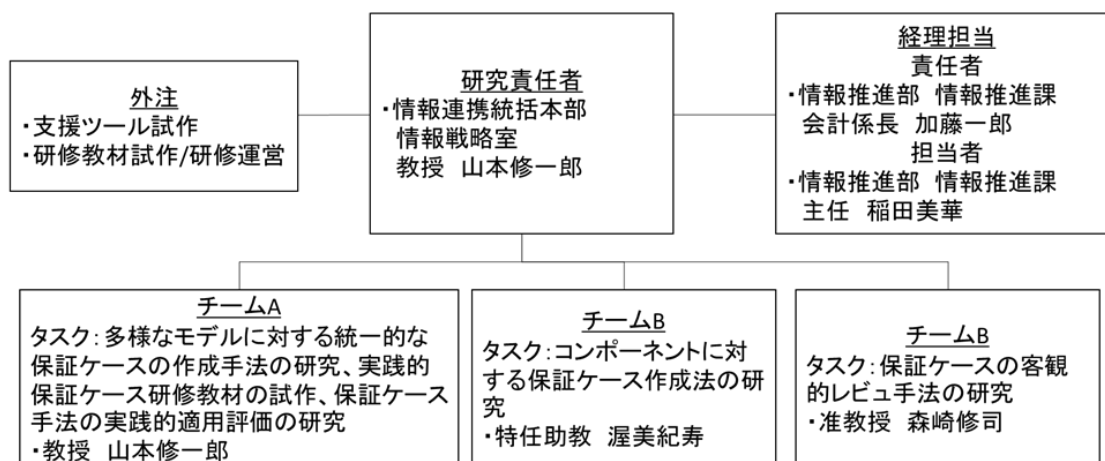 外注
・支援ツール試作
・研修教材試作/研修運営
研究責任者
・情報連携統括本部
情報戦略室
教授　山本修一郎
経理担当
責任者
・情報推進部　情報推進課
会計係長　加藤一郎
担当者
・情報推進部　情報推進課
主任　稲田美華
チームA
タスク：多様なモデルに対する統一的な
保証ケースの作成手法の研究、実践的
保証ケース研修教材の試作、保証ケース
手法の実践的適用評価の研究
・教授　山本修一郎
チームB
タスク：コンポーネントに対
する保証ケース作成法の研
究
・特任助教　渥美紀寿
チームB
タスク：保証ケースの客観
的レビュ手法の研究
・准教授　森崎修司